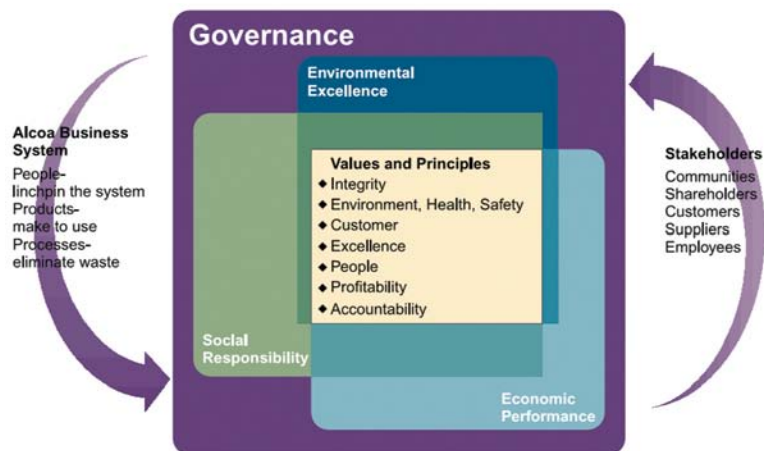 Governance
Environmental
Excellence
Alcoa Business
System
People-
linchpin the system
Products-
make to use
Processes-
eliminate waste
Values and Principles
◆ Integrity
◆ Environment, Health, Safety
◆ Customer
◆ Excellence
◆ People
◆ Profitability
◆ Accountability
Stakeholders
Communities
Shareholders
Customers
Suppliers
Employees
Social
Responsibility
Economic
Performance